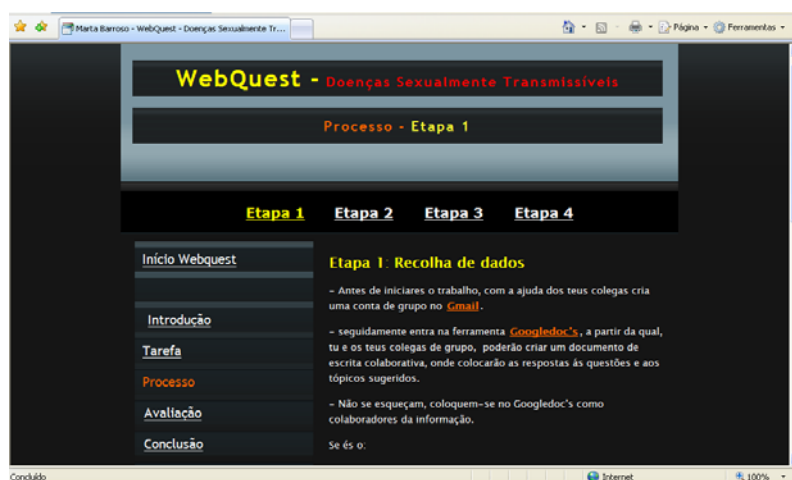 Marta Barroso - WebQuest - Doenças Sexualmente Tr...
Página
Ferramentas
WebQuest - Doenças Sexualmente Transmissíveis
Processo - Etapa 1
Etapa 1 Etapa 2 Etapa 3 Etapa 4
Início Webquest
Introdução
Tarefa
Processo
Avaliação
Conclusão
Etapa 1: Recolha de dados
- Antes de iniciares o trabalho, com a ajuda dos teus colegas cria
uma conta de grupo no Gmail.
- seguidamente entra na ferramenta Googledoc's, a partir da qual,
tu e os teus colegas de grupo, poderão criar um documento de
escrita colaborativa, onde colocarão as respostas ás questões e aos
tópicos sugeridos.
- Não se esqueçam, coloquem-se no Googledoc's como
colaboradores da informação.
Se és o:
Concluído
Internet
100%